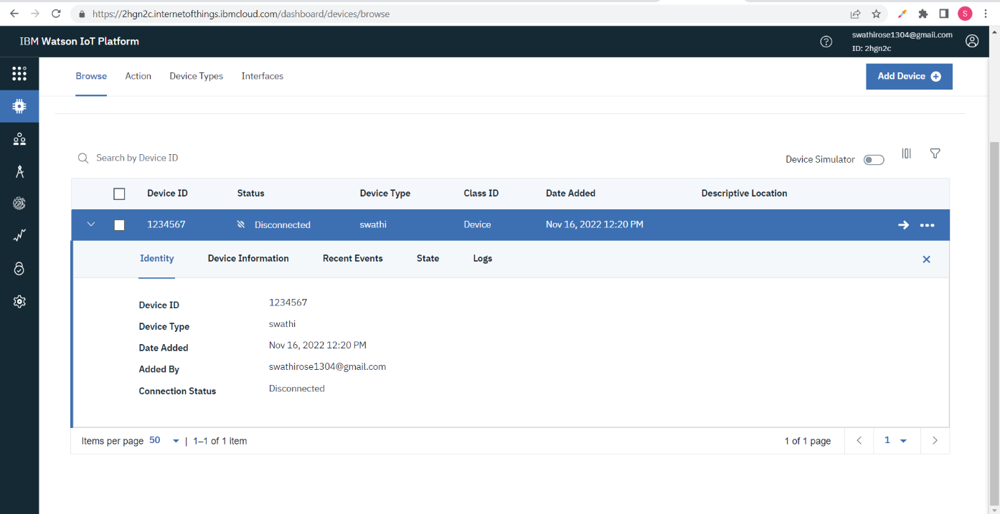 https://2hgn2c.internetofthings.ibmcloud.com/dashboard/devices/browse
S
IBM Watson IoT Platform
swathirose1304@gmail.com
ID: 2hgn2c
Browse Action Device Types Interfaces
Add Device
Search by Device ID
Device Simulator
Device ID Status Device Type Class ID Date Added Descriptive Location
1234567 Disconnected swathi Device Nov 16, 2022 12:20 PM
Identity Device Information Recent Events State Logs
Device ID 1234567
Device Type swathi
Date Added Nov 16, 2022 12:20 PM
Added By swathirose1304@gmail.com
Connection Status Disconnected
Items per page 50 | 1–1 of 1 item 1 of 1 page 1